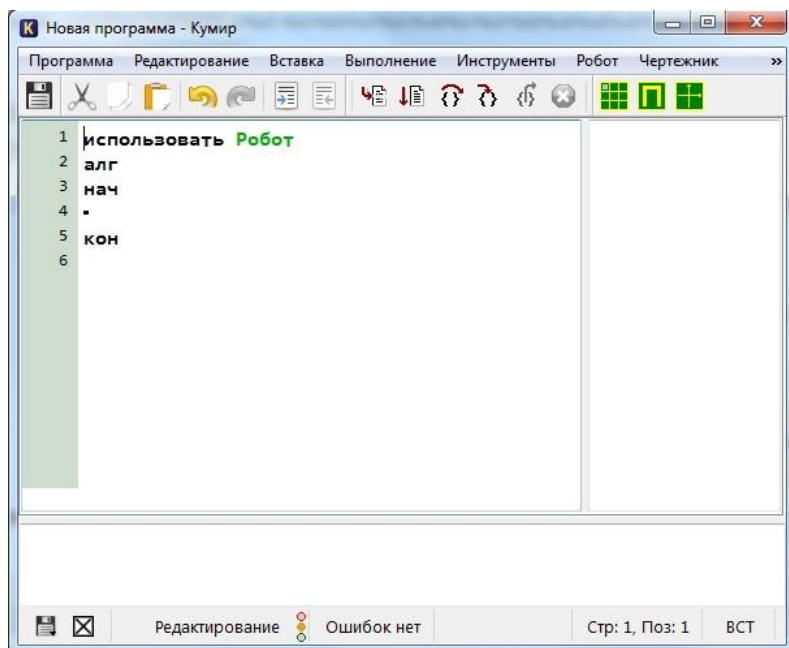 Новая программа - Кумир
Программа Редактирование Вставка Выполнение Инструменты Робот Чертежник »
1 использовать Робот
2 алг
3 нач
4 ▪
5 кон
6
Редактирование Ошибок нет Стр: 1, Поз: 1 ВСТ